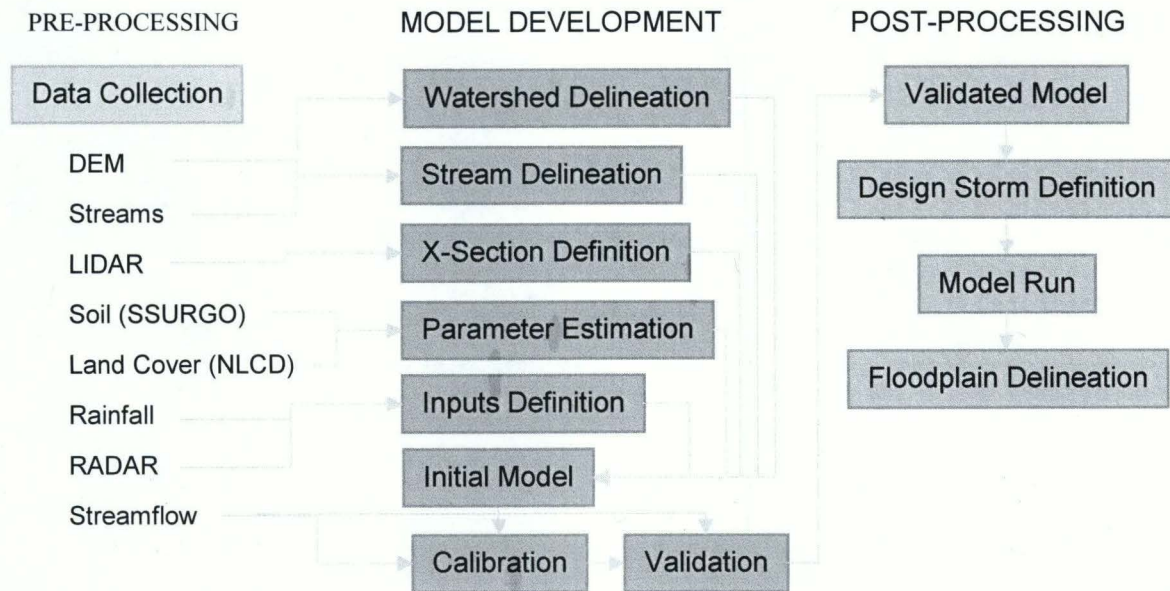 PRE-PROCESSING
Data Collection
DEM
Streams
LIDAR
Soil (SSURGO)
Land Cover (NLCD)
Rainfall
RADAR
Streamflow
MODEL DEVELOPMENT
Watershed Delineation
Stream Delineation
X-Section Definition
Parameter Estimation
Inputs Definition
Initial Model
Calibration
Validation
POST-PROCESSING
Validated Model
Design Storm Definition
Model Run
Floodplain Delineation